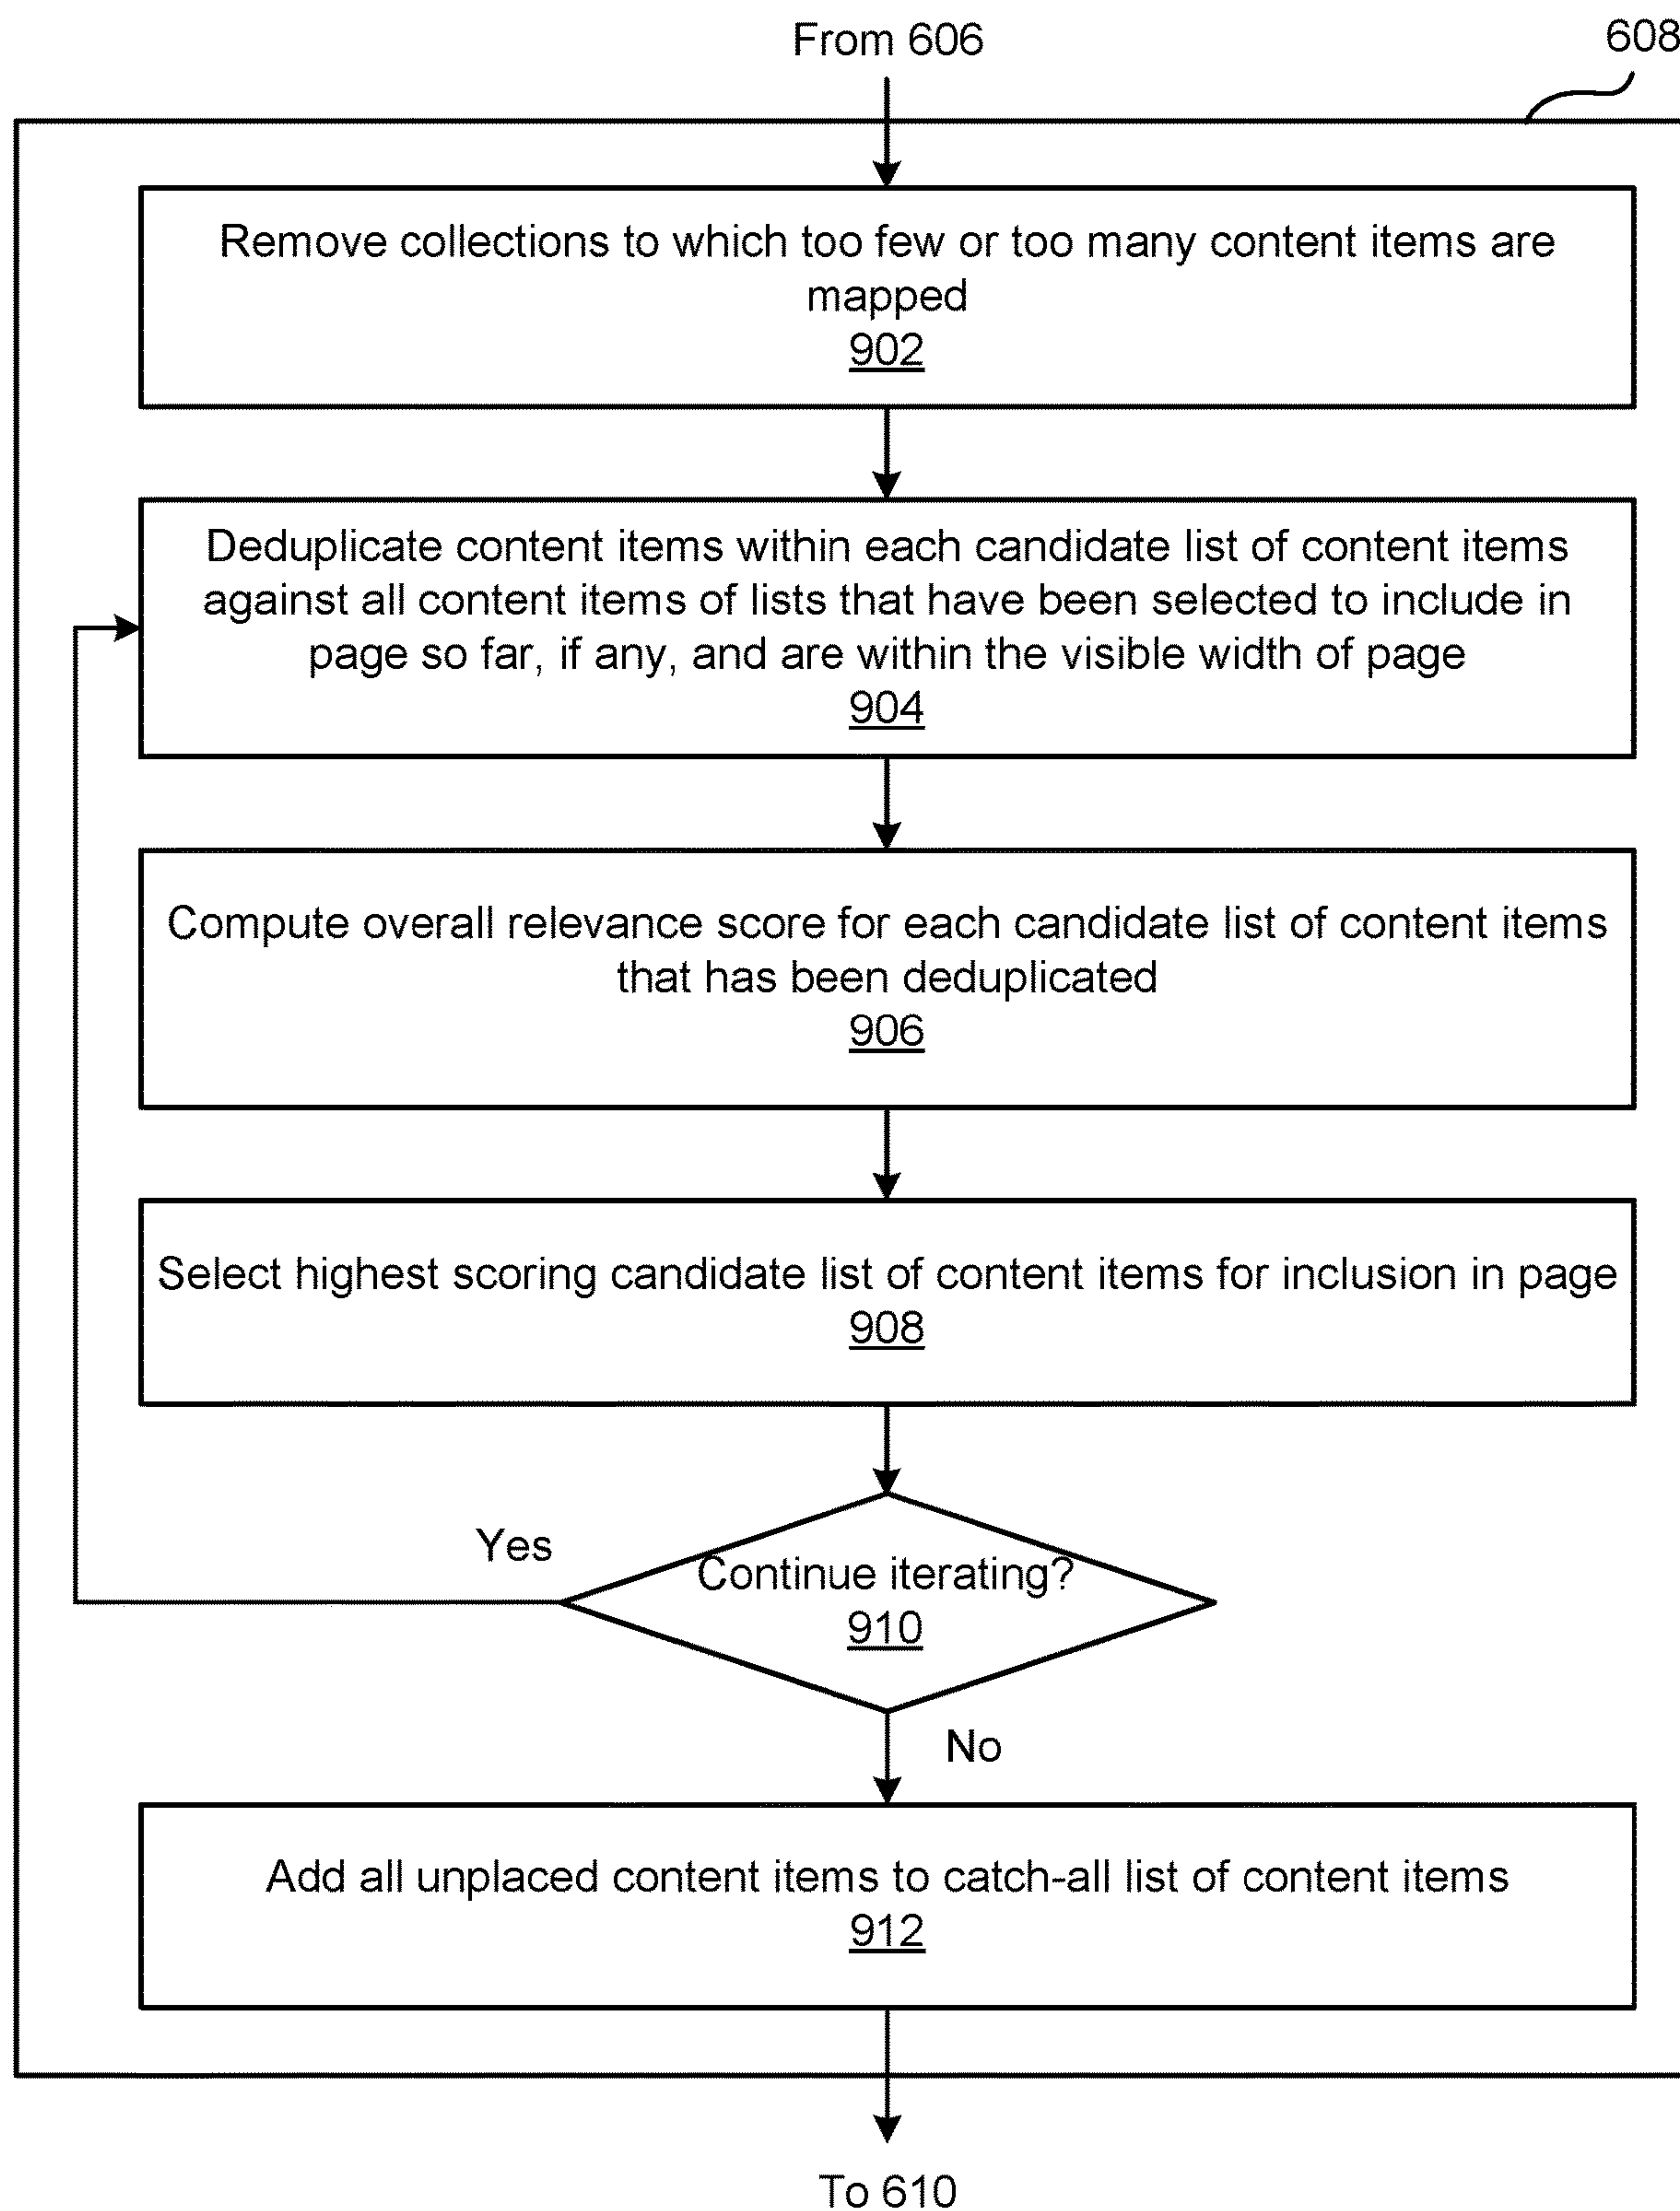 From 606
608
Remove collections to which too few or too many content items are
mapped
902
Deduplicate content items within each candidate list of content items
against all content items of lists that have been selected to include in
page so far, if any, and are within the visible width of page
904
Compute overall relevance score for each candidate list of content items
that has been deduplicated
906
Select highest scoring candidate list of content items for inclusion in page
908
Yes
Continue iterating?
910
No
Add all unplaced content items to catch-all list of content items
912
To 610